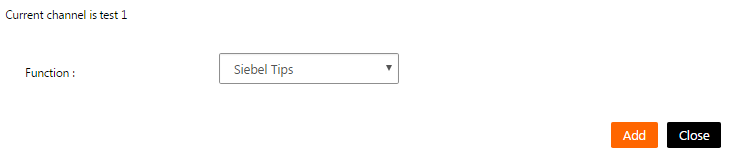 Current channel is test 1
Function : Siebel Tips
Add Close